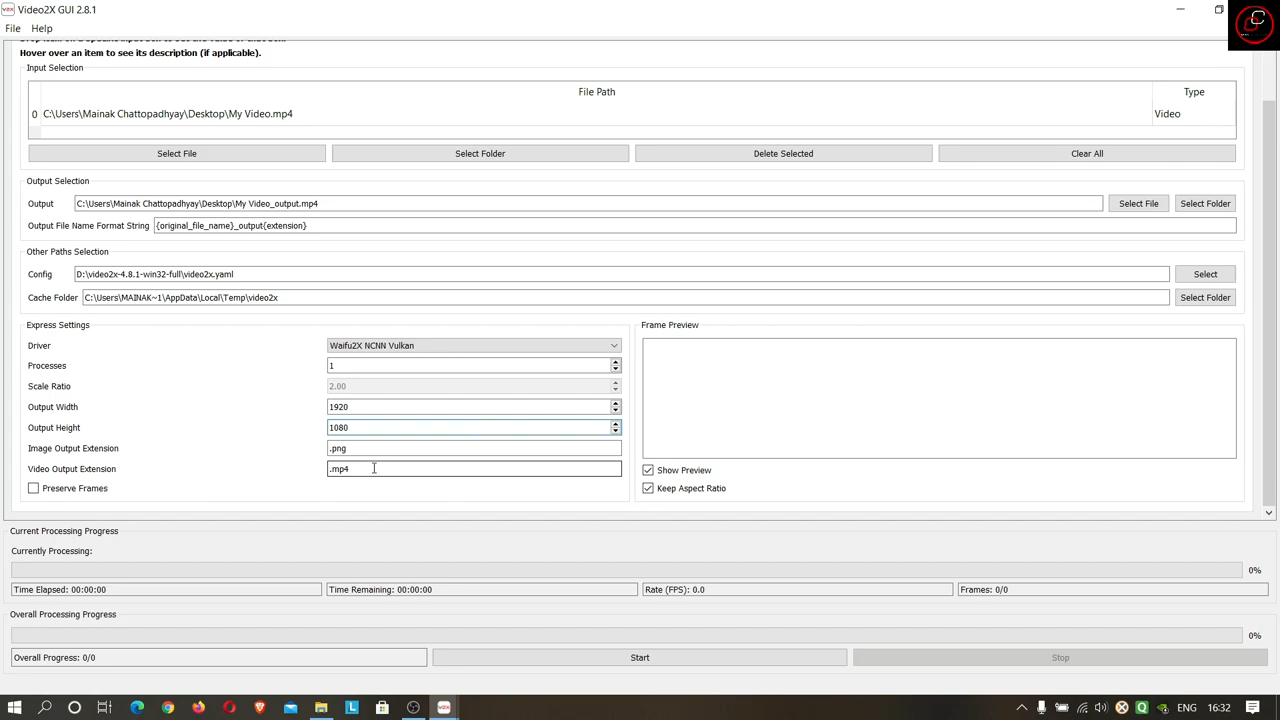 Video2X GUI 2.8.1
File Help
Hover over an item to see its description (if applicable).
Input Selection
File Path Type
0 C:\Users\Mainak Chattopadhyay\Desktop\My Video.mp4 Video
Select File Select Folder Delete Selected Clear All
Output Selection
Output C:\Users\Mainak Chattopadhyay\Desktop\My Video_output.mp4 Select File Select Folder
Output File Name Format String {original_file_name}_output{extension}
Other Paths Selection
Config D:\video2x-4.8.1-win32-full\video2x.yaml Select
Cache Folder C:\Users\MAINAK~1\AppData\Local\Temp\video2x Select Folder
Express Settings Frame Preview
Driver Waifu2X NCNN Vulkan
Processes 1
Scale Ratio 2.00
Output Width 1920
Output Height 1080
Image Output Extension .png
Video Output Extension .mp4 Show Preview
Preserve Frames Keep Aspect Ratio
Current Processing Progress
Currently Processing:
0%
Time Elapsed: 00:00:00 Time Remaining: 00:00:00 Rate (FPS): 0.0 Frames: 0/0
Overall Processing Progress
0%
Overall Progress: 0/0 Start Stop
ENG 16:32